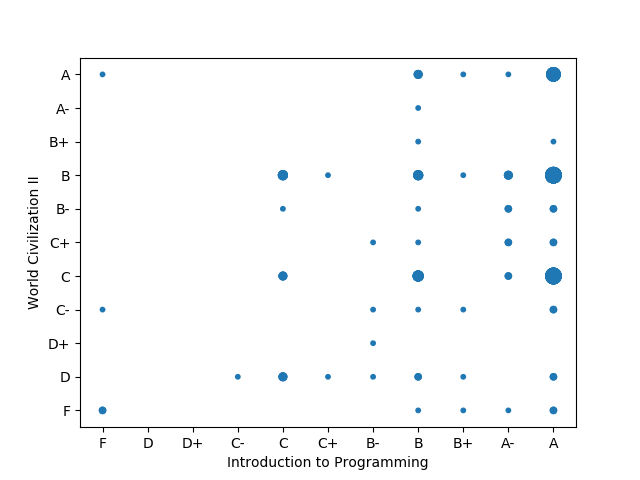 A
A-
B+
B
B-
C+
C
C-
D+
D
F
World Civilization II
F D D+ C- C C+ B- B B+ A- A
Introduction to Programming